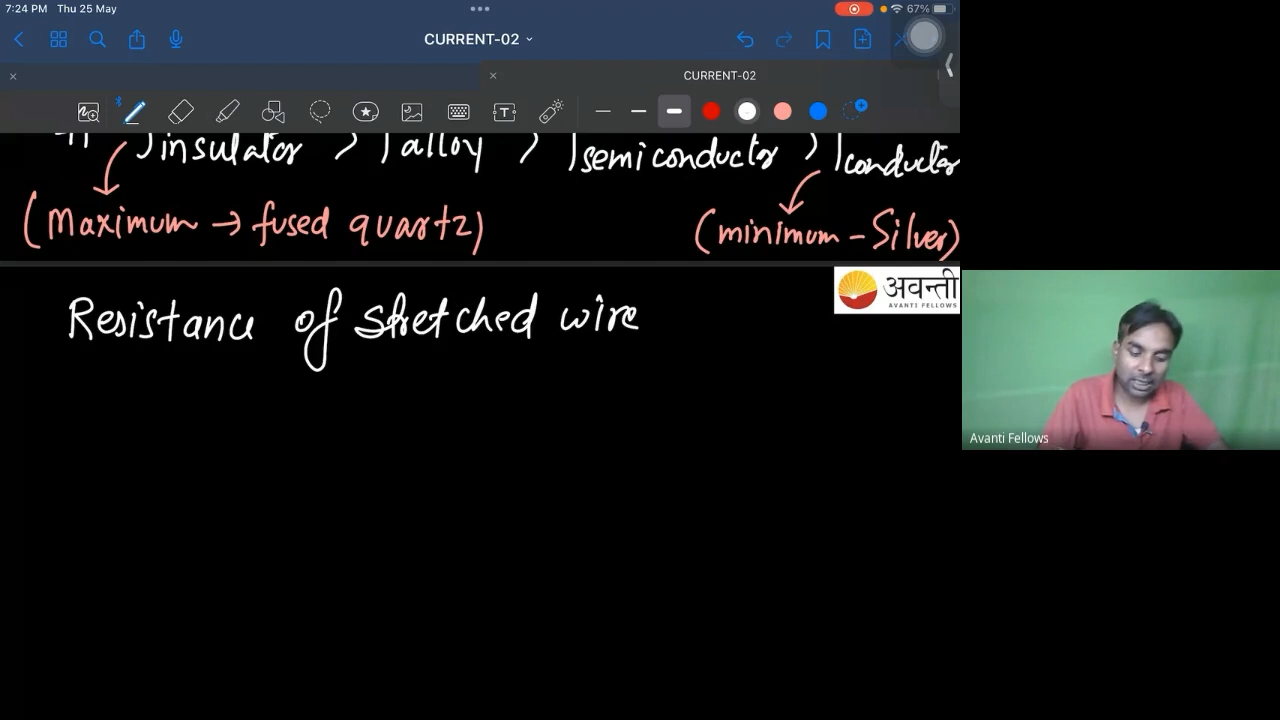 7:24 PM Thu 25 May
67%
CURRENT-02
CURRENT-02
insulator > alloy > semiconductor > conductor
(Maximum → fused quartz)
(minimum - Silver)
अवन्ती
AVANTI FELLOWS
Resistance of stretched wire
Avanti Fellows